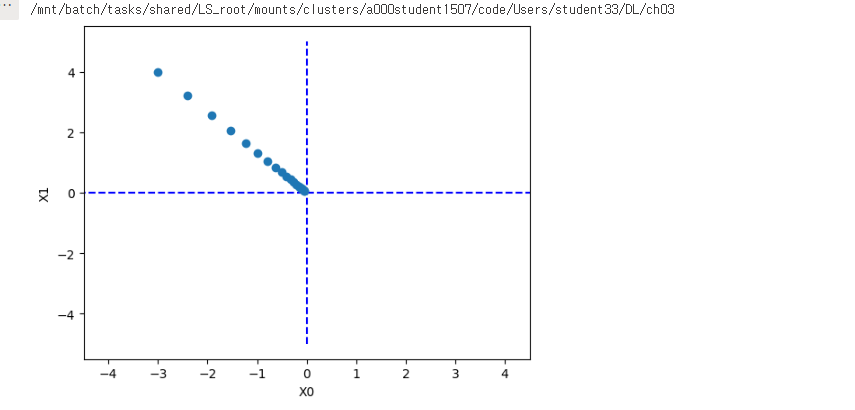 /mnt/batch/tasks/shared/LS_root/mounts/clusters/a000student1507/code/Users/student33/DL/ch03
4
2
0
−2
−4
X1
−4 −3 −2 −1 0 1 2 3 4
X0